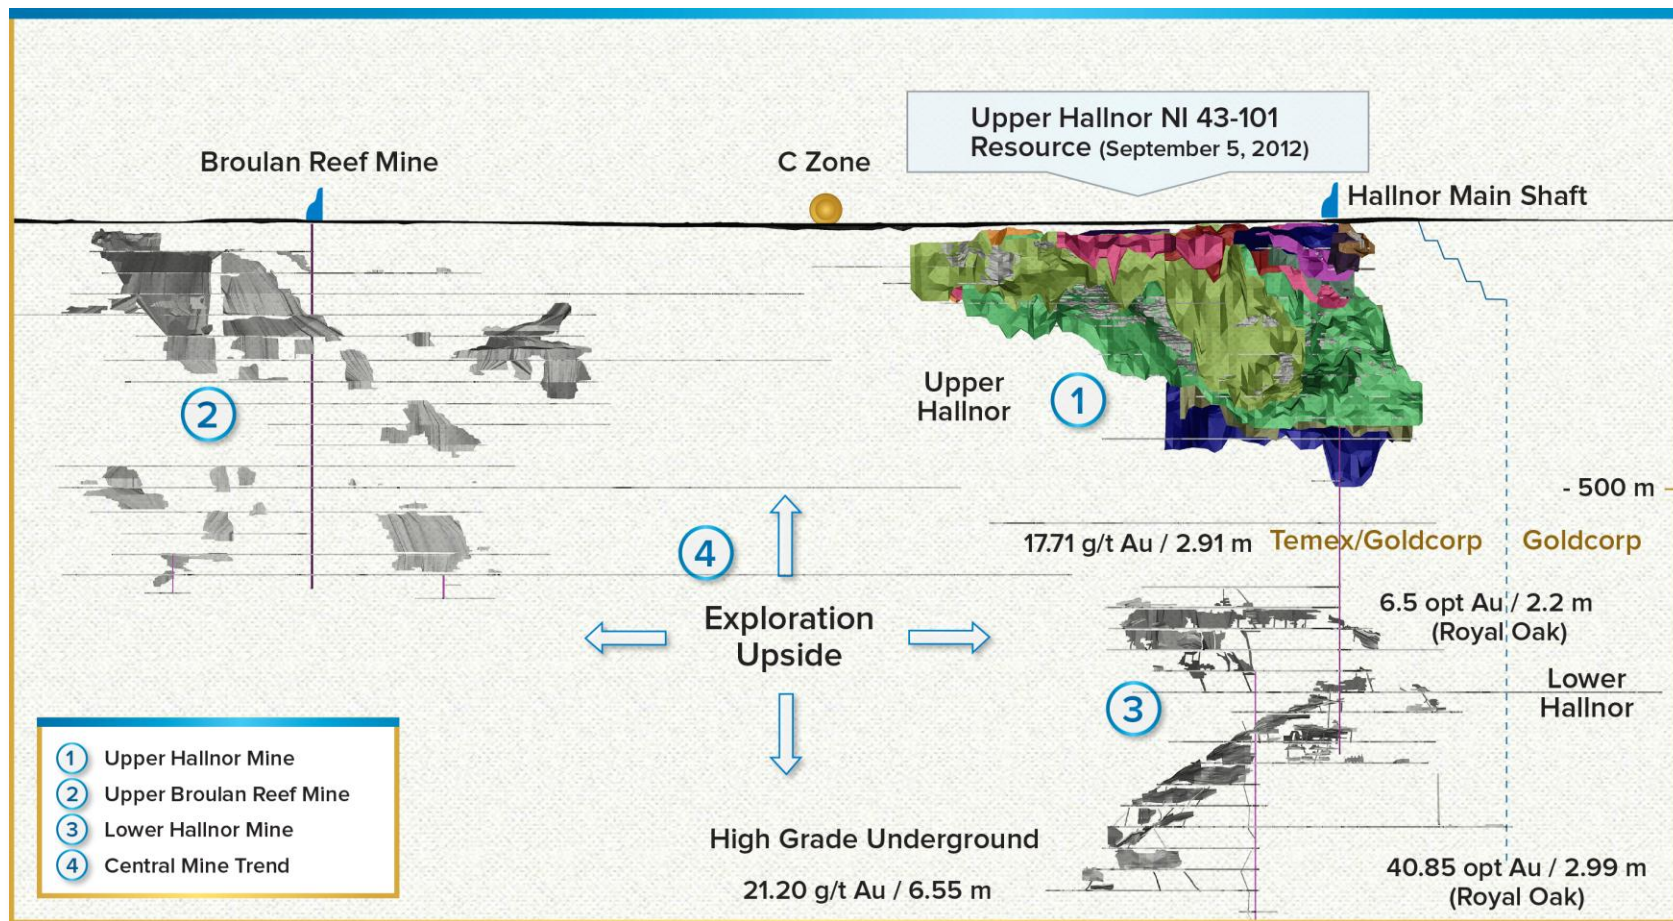 Upper Hallnor NI 43-101
Resource (September 5, 2012)
Broulan Reef Mine
C Zone
Hallnor Main Shaft
Upper
Hallnor
1
2
- 500 m
4
17.71 g/t Au / 2.91 m
Temex/Goldcorp
Goldcorp
Exploration
Upside
6.5 opt Au / 2.2 m
(Royal Oak)
3
Lower
Hallnor
1 Upper Hallnor Mine
2 Upper Broulan Reef Mine
3 Lower Hallnor Mine
4 Central Mine Trend
High Grade Underground
21.20 g/t Au / 6.55 m
40.85 opt Au / 2.99 m
(Royal Oak)